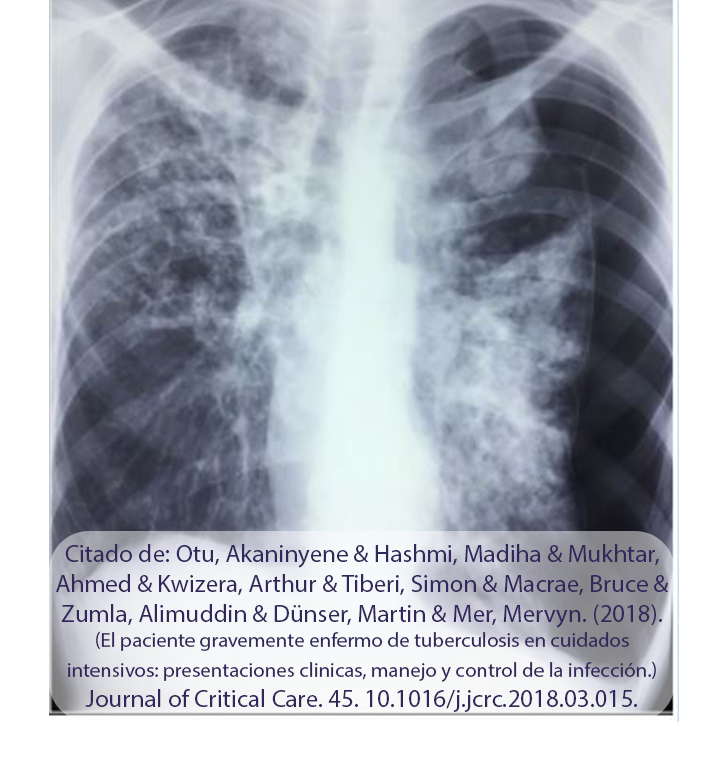 Citado de: Otu, Akaninyene & Hashmi, Madiha & Mukhtar,
Ahmed & Kwizera, Arthur & Tiberi, Simon & Macrae, Bruce &
Zumla, Alimuddin & Dünser, Martin & Mer, Mervyn. (2018).
(El paciente gravemente enfermo de tuberculosis en cuidados
intensivos: presentaciones clinicas, manejo y control de la infección.)
Journal of Critical Care. 45. 10.1016/j.jcrc.2018.03.015.